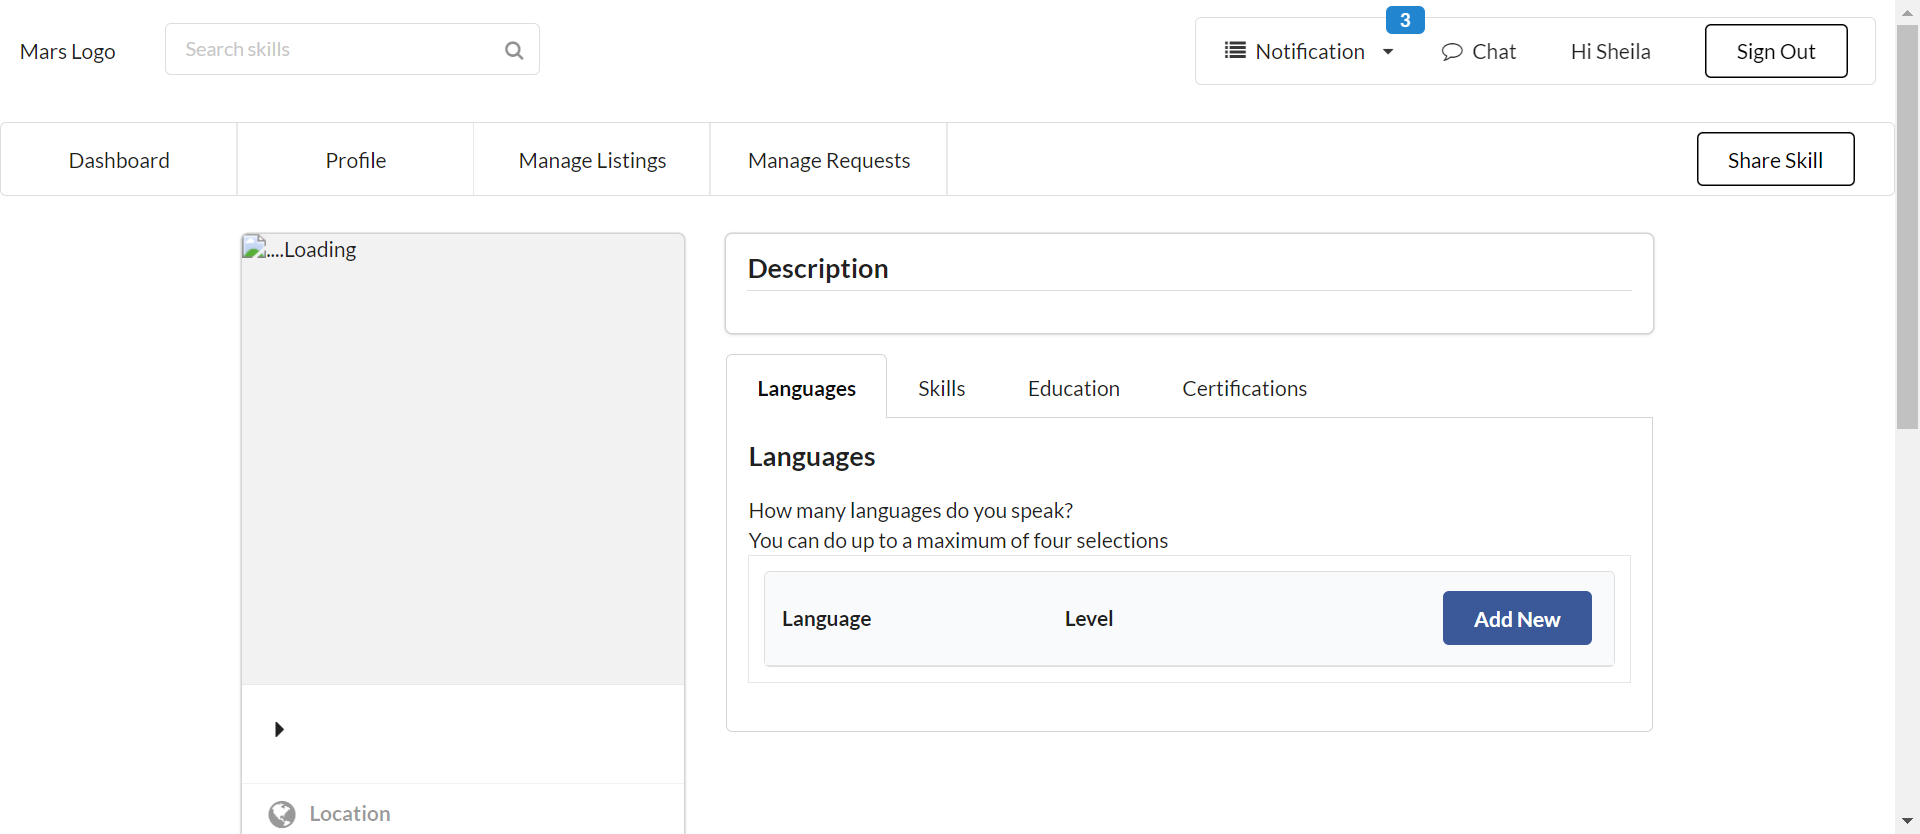 3
Mars Logo
Search skills
Notification
Chat
Hi Sheila
Sign Out
Dashboard
Profile
Manage Listings
Manage Requests
Share Skill
....Loading
Description
Languages
Skills
Education
Certifications
Languages
How many languages do you speak?
You can do up to a maximum of four selections
Language
Level
Add New
Location